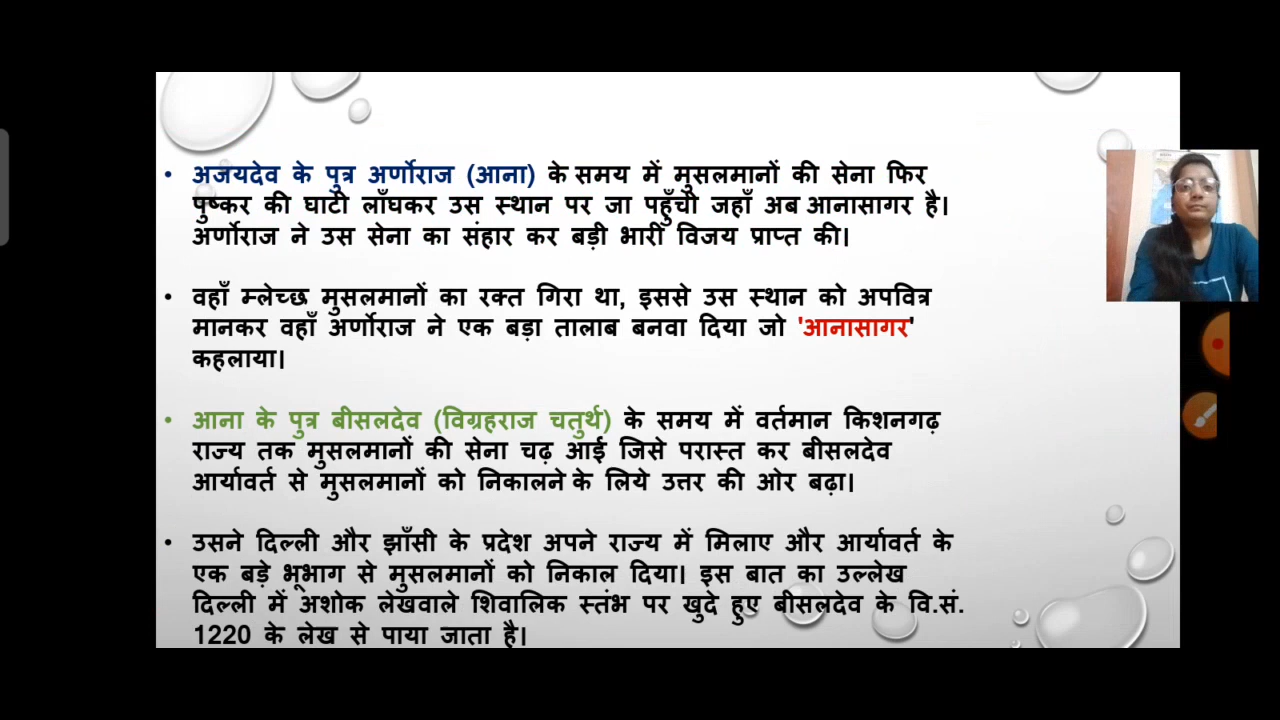 • अजयदेव के पुत्र अर्णोराज (आना) के समय में मुसलमानों की सेना फिर
पुष्कर की घाटी लाँघकर उस स्थान पर जा पहुँची जहाँ अब आनासागर है।
अर्णोराज ने उस सेना का संहार कर बड़ी भारी विजय प्राप्त की।
• वहाँ म्लेच्छ मुसलमानों का रक्त गिरा था, इससे उस स्थान को अपवित्र
मानकर वहाँ अर्णोराज ने एक बड़ा तालाब बनवा दिया जो 'आनासागर'
कहलाया।
• आना के पुत्र बीसलदेव (विग्रहराज चतुर्थ) के समय में वर्तमान किशनगढ़
राज्य तक मुसलमानों की सेना चढ़ आई जिसे परास्त कर बीसलदेव
आर्यावर्त से मुसलमानों को निकालने के लिये उत्तर की ओर बढ़ा।
• उसने दिल्ली और झाँसी के प्रदेश अपने राज्य में मिलाए और आर्यावर्त के
एक बड़े भूभाग से मुसलमानों को निकाल दिया। इस बात का उल्लेख
दिल्ली में अशोक लेखवाले शिवालिक स्तंभ पर खुदे हुए बीसलदेव के वि.सं.
1220 के लेख से पाया जाता है।